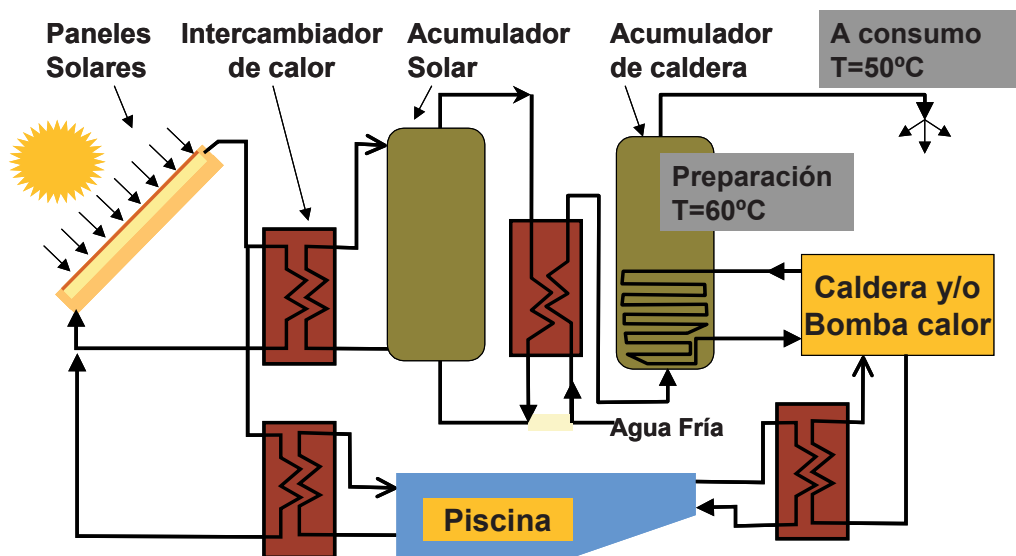 Paneles
Solares
Intercambiador
de calor
Acumulador
Solar
Acumulador
de caldera
A consumo
T=50ºC
Preparación
T=60ºC
Caldera y/o
Bomba calor
Agua Fría
Piscina